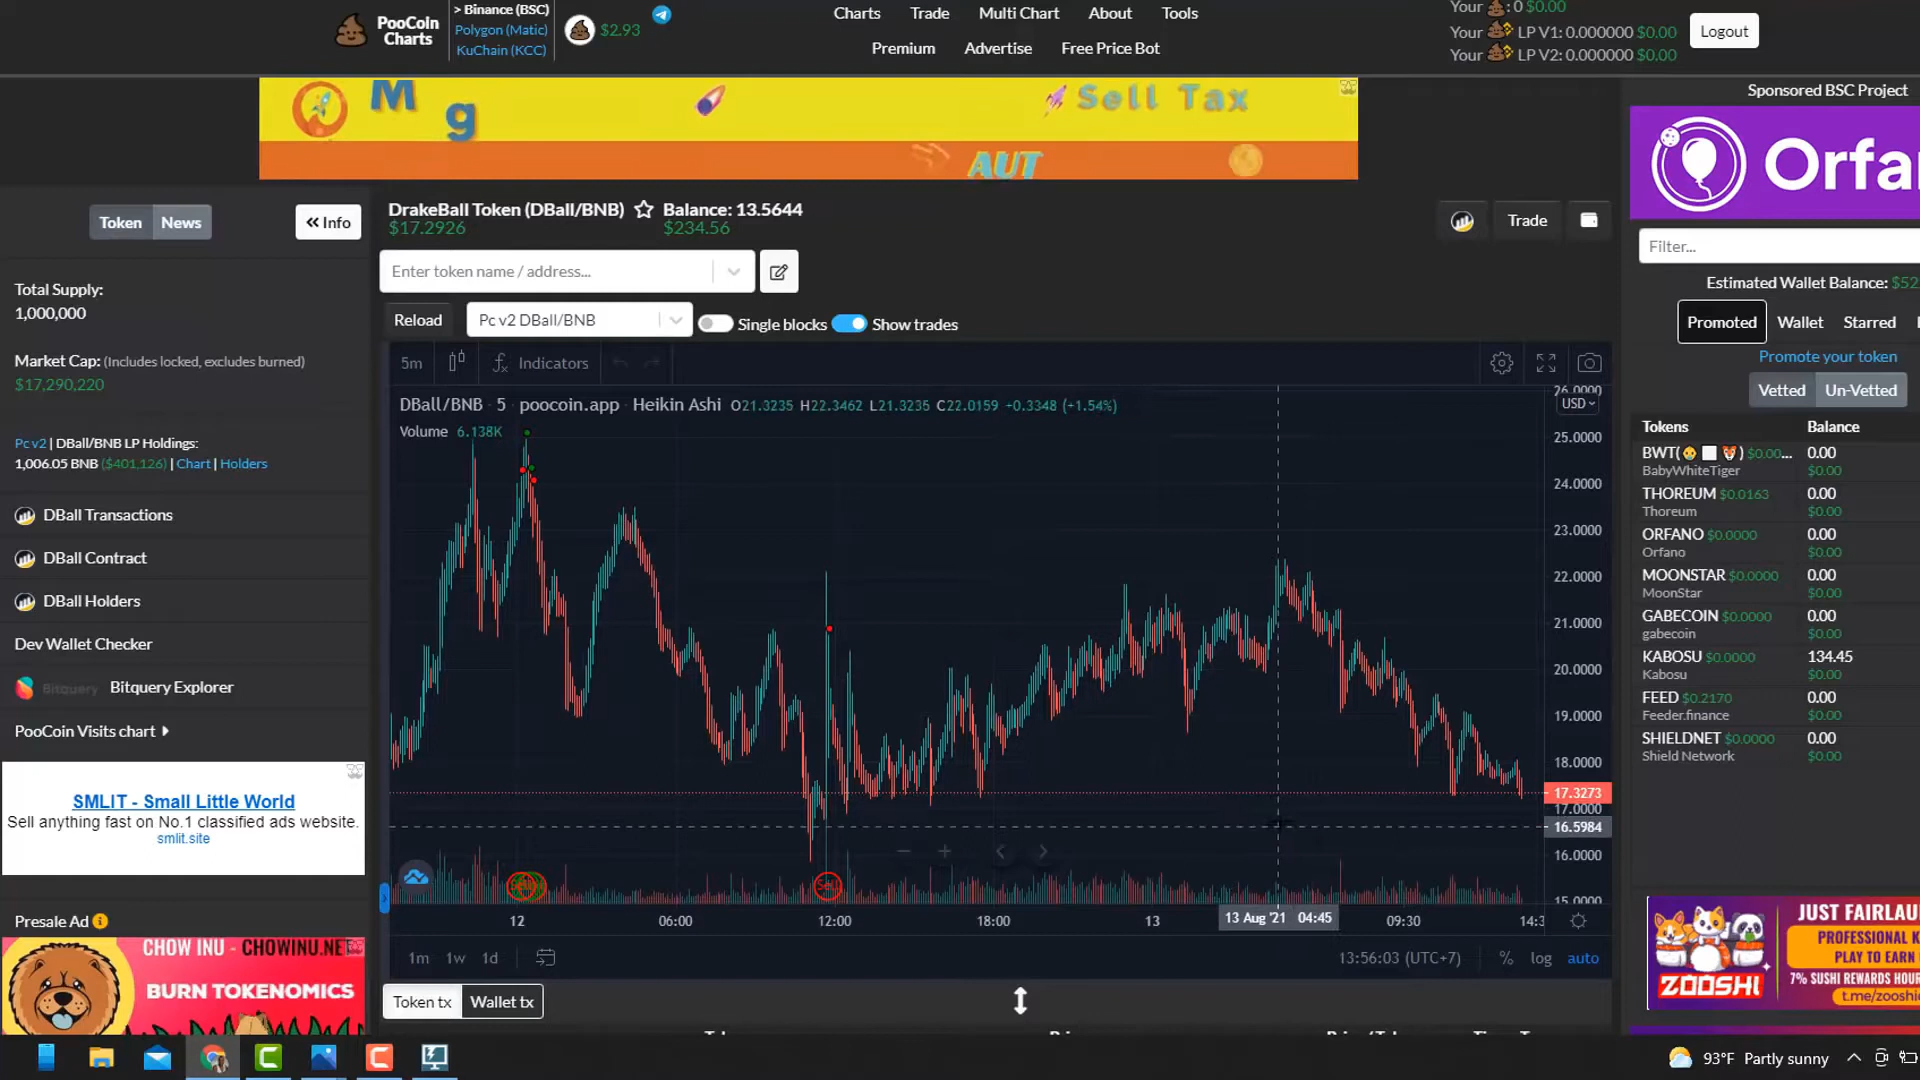 PooCoin
Charts
> Binance (BSC)
Polygon (Matic)
KuChain (KCC)
$2.93
Charts Trade Multi Chart About Tools
Premium Advertise Free Price Bot
Your : 0 $0.00
Your LP V1: 0.000000 $0.00
Your LP V2: 0.000000 $0.00
Logout
M
g
Sell Tax
AUT
Sponsored BSC Project
Orfa
Token News
« Info
Total Supply:
1,000,000
Market Cap: (Includes locked, excludes burned)
$17,290,220
Pc v2 | DBall/BNB LP Holdings:
1,006.05 BNB ($401,126) | Chart | Holders
DBall Transactions
DBall Contract
DBall Holders
Dev Wallet Checker
Bitquery Bitquery Explorer
PooCoin Visits chart
SMLIT - Small Little World
Sell anything fast on No.1 classified ads website.
smlit.site
Presale Ad
CHOW INU - CHOWINU.NET
BURN TOKENOMICS
DrakeBall Token (DBall/BNB) Balance: 13.5644
$17.2926 $234.56
Trade
Enter token name / address...
Reload Pc v2 DBall/BNB Single blocks Show trades
5m Indicators
DBall/BNB · 5 · poocoin.app · Heikin Ashi O21.3235 H22.3462 L21.3235 C22.0159 +0.3348 (+1.54%)
Volume 6.138K
USD
26.0000
25.0000
24.0000
23.0000
22.0000
21.0000
20.0000
19.0000
18.0000
17.3273
17.0000
16.5984
16.0000
15.0000
Sell
12 06:00 12:00 18:00 13 13 Aug '21 04:45 09:30 14:3
1m 1w 1d
13:56:03 (UTC+7) % log auto
Token tx Wallet tx
Filter...
Estimated Wallet Balance: $52
Promoted Wallet Starred
Promote your token
Vetted Un-Vetted
Tokens Balance
BWT( ) $0.00... 0.00
BabyWhiteTiger $0.00
THOREUM $0.0163 0.00
Thoreum $0.00
ORFANO $0.0000 0.00
Orfano $0.00
MOONSTAR $0.0000 0.00
MoonStar $0.00
GABECOIN $0.0000 0.00
gabecoin $0.00
KABOSU $0.0000 134.45
Kabosu $0.00
FEED $0.2170 0.00
Feeder.finance $0.00
SHIELDNET $0.0000 0.00
Shield Network $0.00
ZOOSHI
JUST FAIRLAU
PROFESSIONAL K
PLAY TO EARN
7% SUSHI REWARDS HOUR
t.me/zooshi
93°F Partly sunny